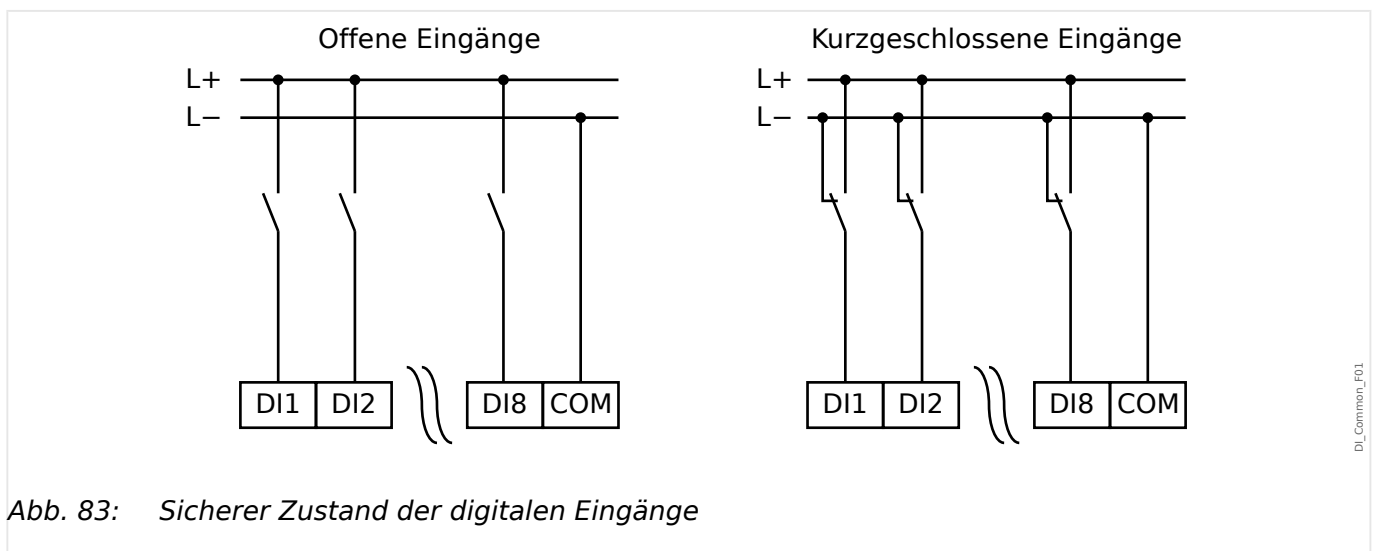 Offene Eingänge
L+
L−
DI1 DI2 DI8 COM
Kurzgeschlossene Eingänge
L+
L−
DI1 DI2 DI8 COM
DI_Common_F01
Abb. 83: Sicherer Zustand der digitalen Eingänge